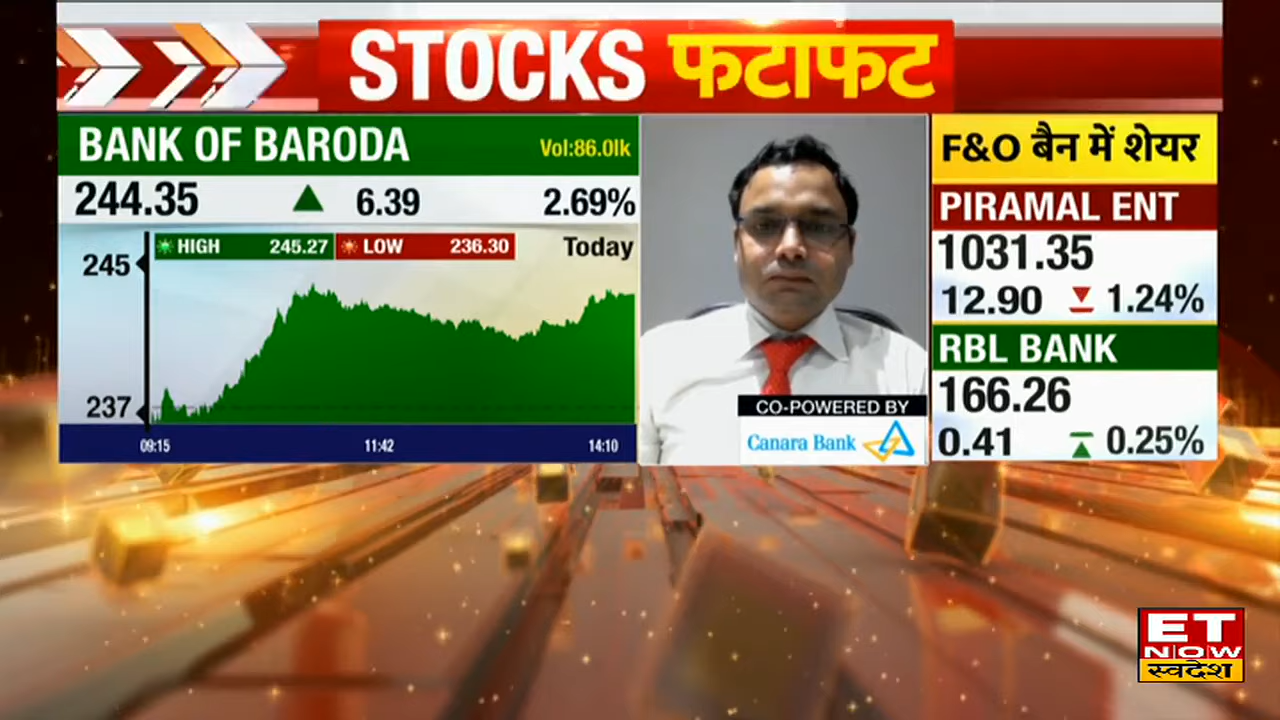 STOCKS फटाफट
BANK OF BARODA Vol:86.0lk
244.35 6.39 2.69%
HIGH 245.27 LOW 236.30 Today
245
237
09:15 11:42 14:10
CO-POWERED BY
Canara Bank
F&O बैन में शेयर
PIRAMAL ENT
1031.35
12.90 1.24%
RBL BANK
166.26
0.41 0.25%
ET
NOW
स्वदेश